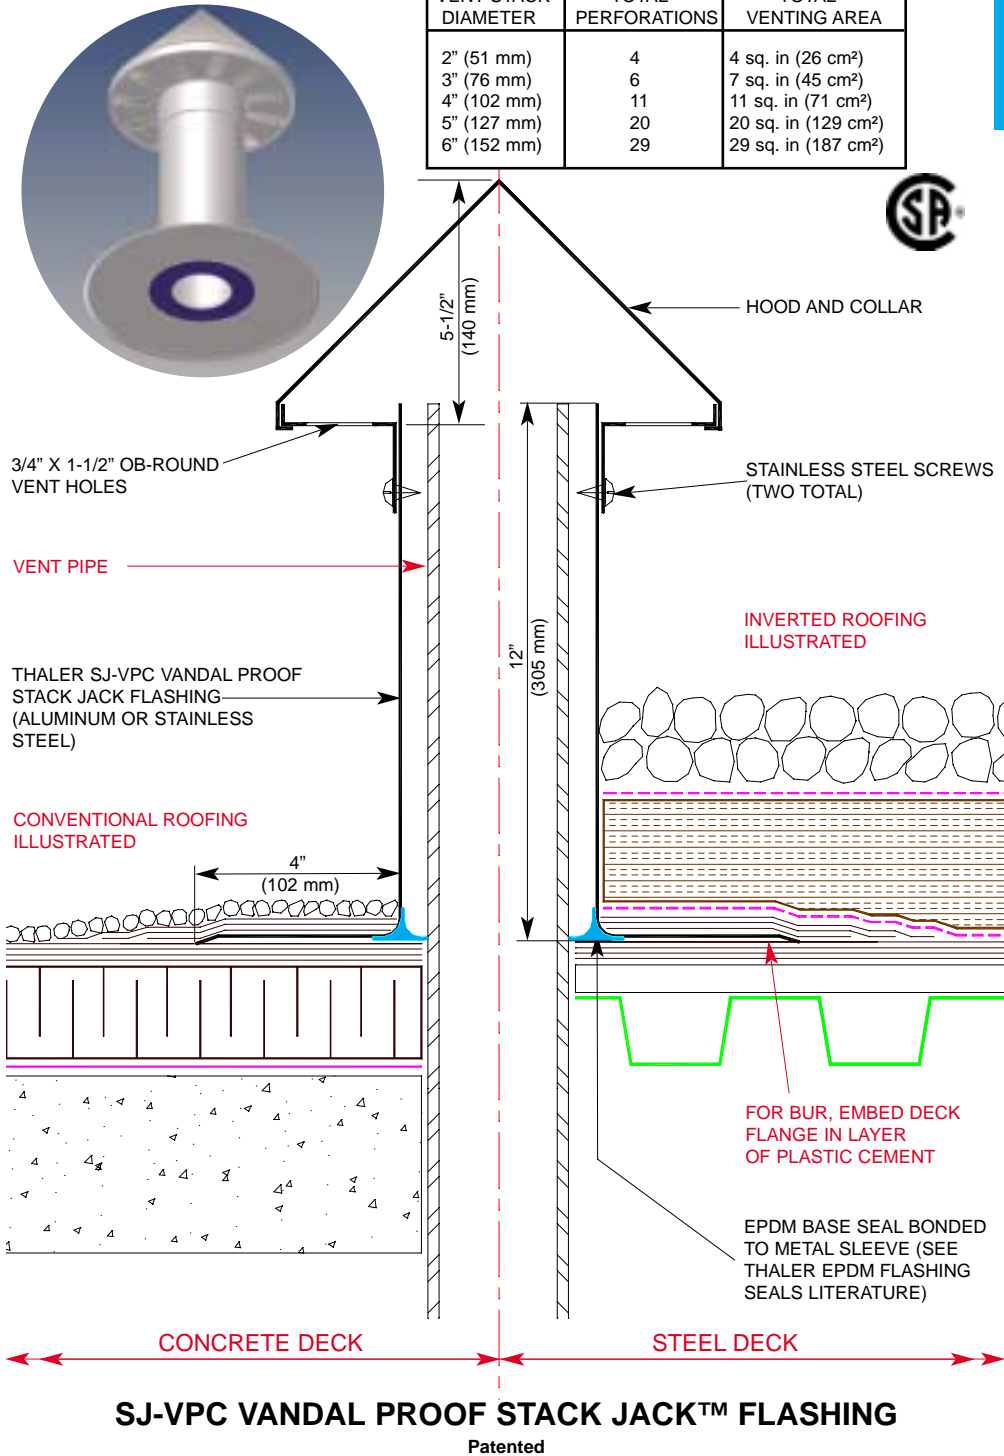 VENT STACK TOTAL TOTAL
DIAMETER PERFORATIONS VENTING AREA
2” (51 mm) 4 4 sq. in (26 cm²)
3” (76 mm) 6 7 sq. in (45 cm²)
4” (102 mm) 11 11 sq. in (71 cm²)
5” (127 mm) 20 20 sq. in (129 cm²)
6” (152 mm) 29 29 sq. in (187 cm²)
SA
5-1/2”
(140 mm)
HOOD AND COLLAR
3/4” X 1-1/2” OB-ROUND
VENT HOLES
STAINLESS STEEL SCREWS
(TWO TOTAL)
VENT PIPE
12”
(305 mm)
INVERTED ROOFING
ILLUSTRATED
THALER SJ-VPC VANDAL PROOF
STACK JACK FLASHING
(ALUMINUM OR STAINLESS
STEEL)
CONVENTIONAL ROOFING
ILLUSTRATED
4”
(102 mm)
FOR BUR, EMBED DECK
FLANGE IN LAYER
OF PLASTIC CEMENT
EPDM BASE SEAL BONDED
TO METAL SLEEVE (SEE
THALER EPDM FLASHING
SEALS LITERATURE)
CONCRETE DECK
STEEL DECK
SJ-VPC VANDAL PROOF STACK JACK™ FLASHING
Patented